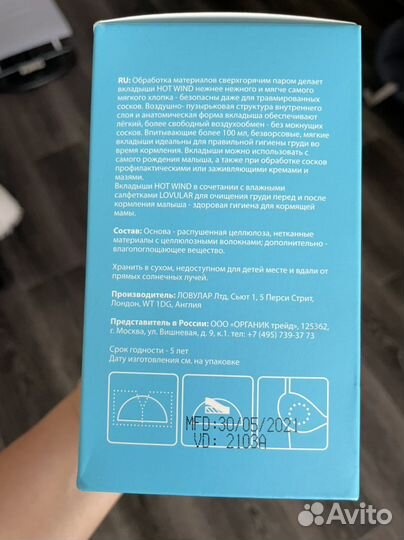 RU: Обработка материалов сверхгорячим паром делает
вкладыши HOT WIND нежнее нежного и мягче самого
мягкого хлопка - безопасны даже для травмированных
сосков. Воздушно- пузырьковая структура внутреннего
слоя и анатомическая форма вкладыша обеспечивают
лёгкий, более свободный воздухообмен - без мокнущих
сосков. Впитывающие более 100 мл, безворсовые, мягкие
вкладыши идеальны для правильной гигиены груди во
время кормления. Вкладыши можно использовать с
самого рождения малыша, а также при обработке сосков
профилактическими или заживляющими кремами и
мазями.
Вкладыши HOT WIND в сочетании с влажными
салфетками LOVULAR для очищения груди перед и после
кормления малыша - здоровая гигиена для кормящей
мамы.
Состав: Основа - распушенная целлюлоза, нетканные
материалы с целлюлозными волокнами; дополнительно -
влагопоглощающее вещество.
Хранить в сухом, недоступном для детей месте и вдали от
прямых солнечных лучей.
Производитель: ЛОВУЛАР Лтд, Сьют 1, 5 Перси Стрит,
Лондон, WT 1DG, Англия
Представитель в России: ООО «ОРГАНИК трейд», 125362,
г. Москва, ул. Вишневая, д. 9, к.1. тел: +7 (495) 739-37 73
Срок годности - 5 лет
Дату изготовления см. на упаковке
MFD:30/05/2021
VD: 2103A
Avito